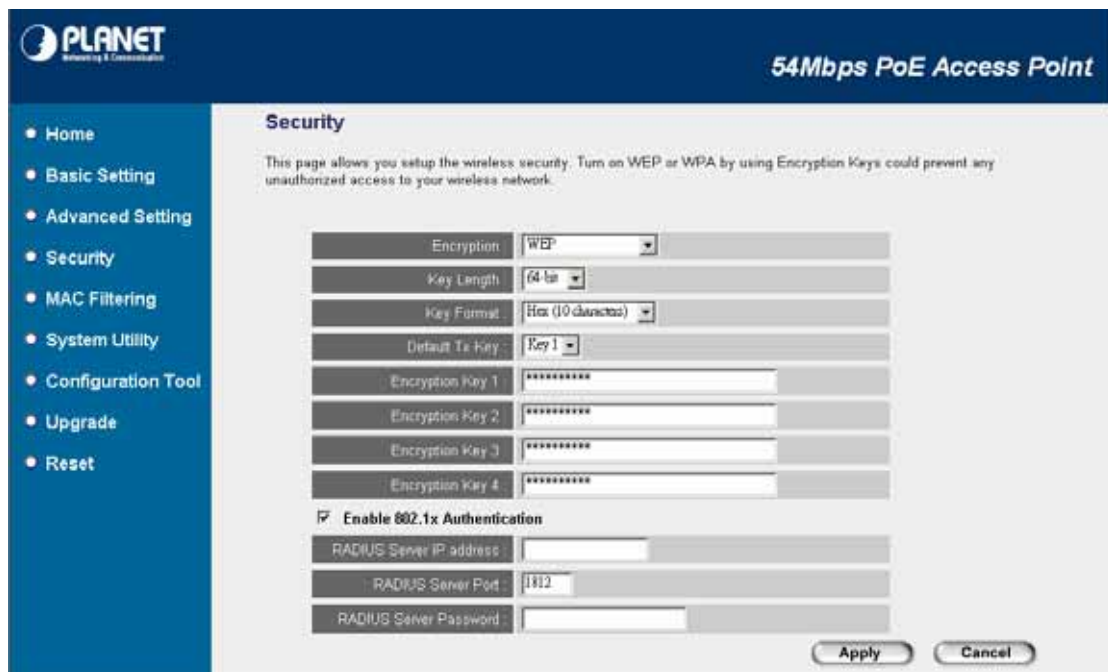 PLANET
Networking & Communication
54Mbps PoE Access Point
Home
Basic Setting
Advanced Setting
Security
MAC Filtering
System Utility
Configuration Tool
Upgrade
Reset
Security
This page allows you setup the wireless security. Turn on WEP or WPA by using Encryption Keys could prevent any
unauthorized access to your wireless network.
Encryption : WEP
Key Length : 64-bit
Key Format : Hex (10 characters)
Default Tx Key : Key 1
Encryption Key 1 : **********
Encryption Key 2 : **********
Encryption Key 3 : **********
Encryption Key 4 : **********
Enable 802.1x Authentication
RADIUS Server IP address :
RADIUS Server Port : 1812
RADIUS Server Password :
Apply
Cancel